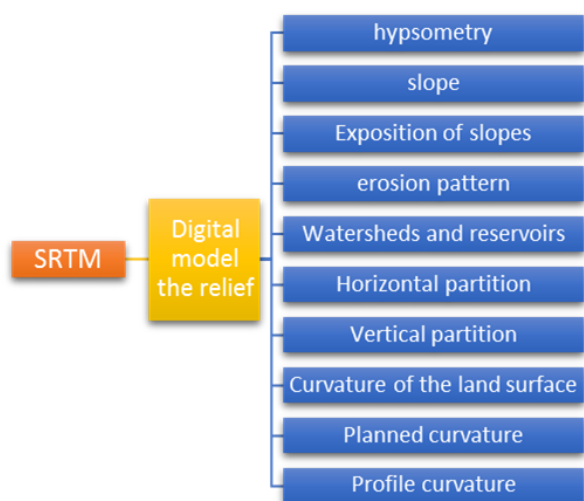 SRTM
Digital
model
the relief
hypsometry
slope
Exposition of slopes
erosion pattern
Watersheds and reservoirs
Horizontal partition
Vertical partition
Curvature of the land surface
Planned curvature
Profile curvature